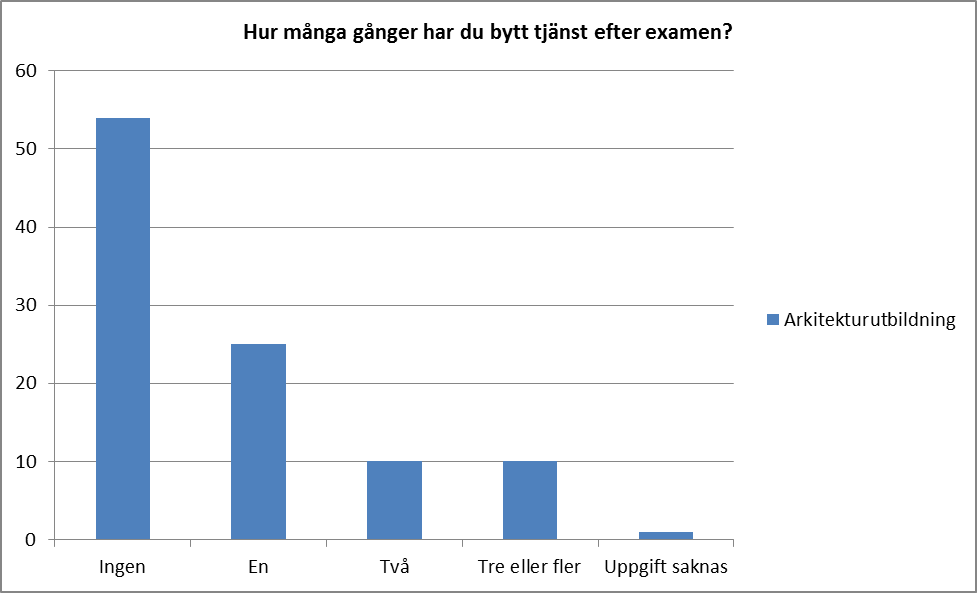 Hur många gånger har du bytt tjänst efter examen?
60
50
40
30
20
10
0
Ingen
En
Två
Tre eller fler
Uppgift saknas
Arkitekturutbildning